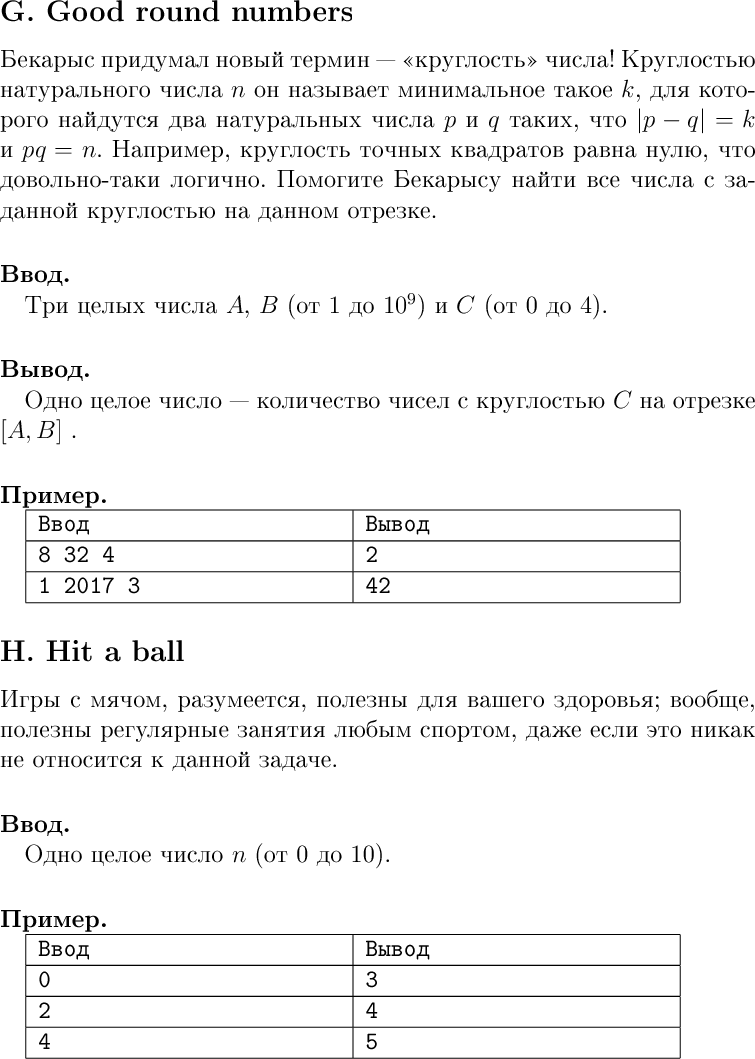 G. Good round numbers
Бекарыс придумал новый термин — «круглость» числа! Круглостью
натурального числа n он называет минимальное такое k, для кото-
рого найдутся два натуральных числа p и q таких, что |p − q| = k
и pq = n. Например, круглость точных квадратов равна нулю, что
довольно-таки логично. Помогите Бекарысу найти все числа с за-
данной круглостью на данном отрезке.
Ввод.
Три целых числа A, B (от 1 до 10⁹) и C (от 0 до 4).
Вывод.
Одно целое число — количество чисел с круглостью C на отрезке
[A, B] .
Пример.
Ввод Вывод
8 32 4 2
1 2017 3 42
H. Hit a ball
Игры с мячом, разумеется, полезны для вашего здоровья; вообще,
полезны регулярные занятия любым спортом, даже если это никак
не относится к данной задаче.
Ввод.
Одно целое число n (от 0 до 10).
Пример.
Ввод Вывод
0 3
2 4
4 5